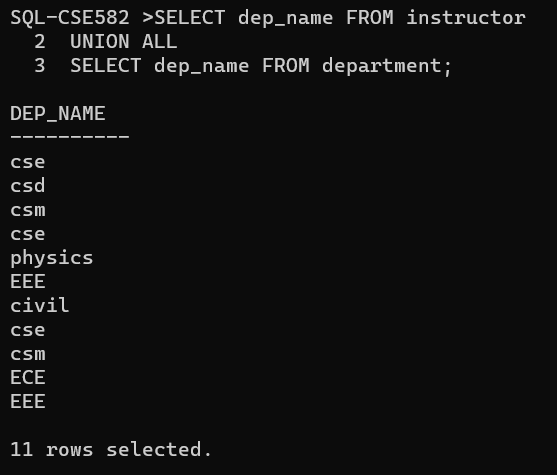 SQL-CSE582 >SELECT dep_name FROM instructor
  2  UNION ALL
  3  SELECT dep_name FROM department;

DEP_NAME
----------
cse
csd
csm
cse
physics
EEE
civil
cse
csm
ECE
EEE

11 rows selected.